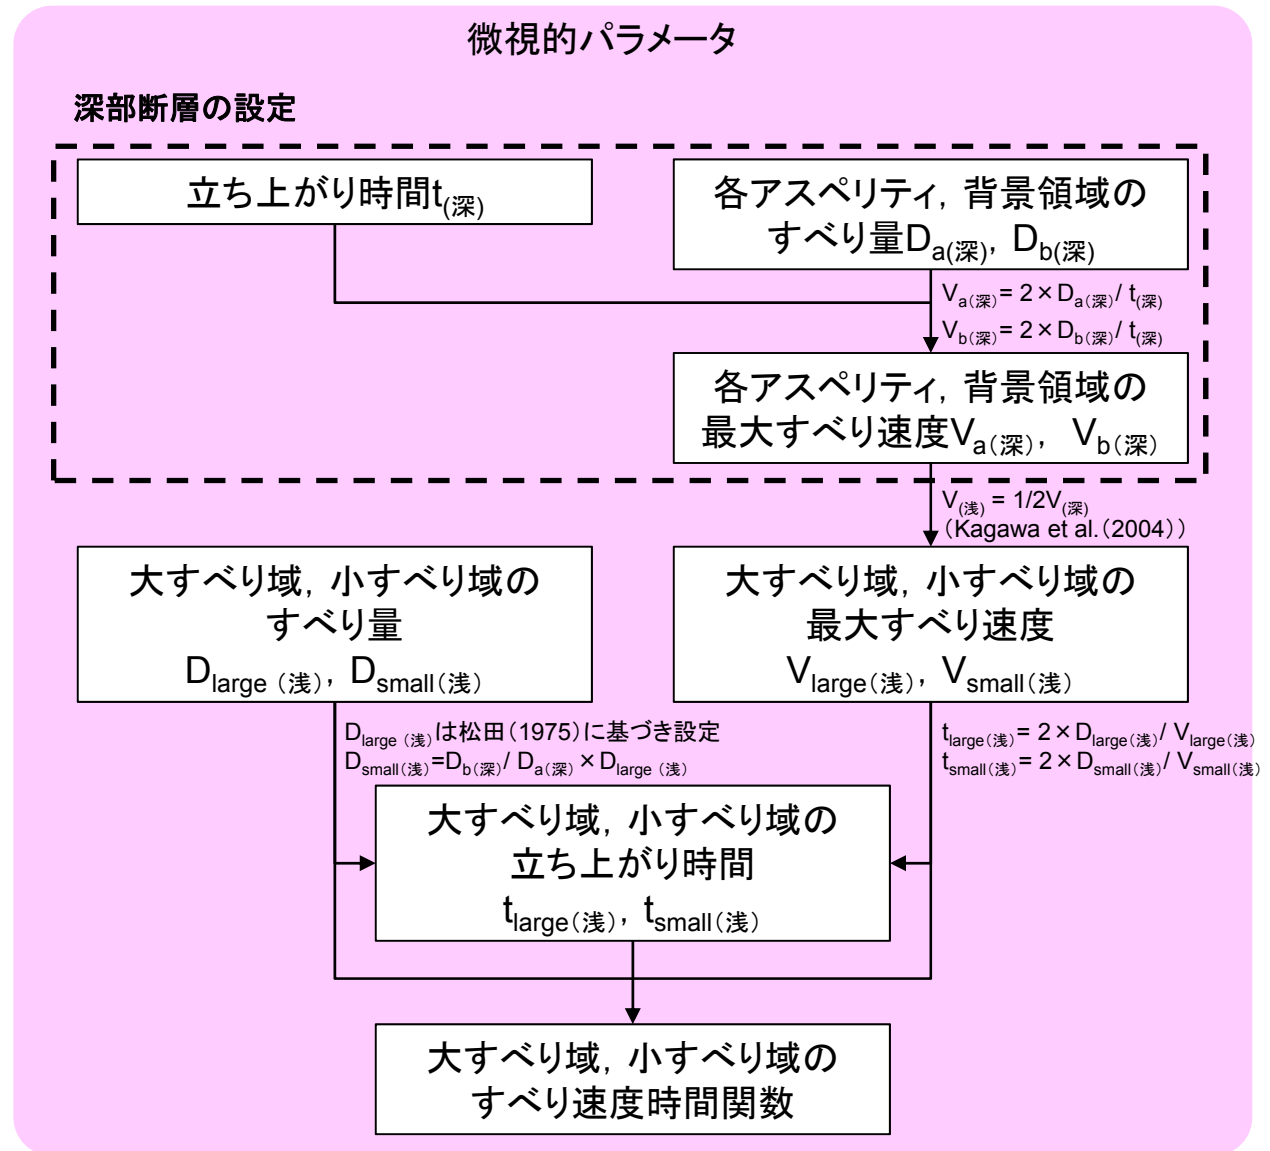 微視的パラメータ
深部断層の設定
立ち上がり時間t(深)
各アスペリティ, 背景領域の
すべり量Da(深), Db(深)
Va(深)= 2×Da(深)/ t(深)
Vb(深)= 2×Db(深)/ t(深)
各アスペリティ, 背景領域の
最大すべり速度Va(深), Vb(深)
V(浅) = 1/2V(深)
(Kagawa et al.(2004))
大すべり域, 小すべり域の
すべり量
Dlarge (浅), Dsmall(浅)
大すべり域, 小すべり域の
最大すべり速度
Vlarge(浅), Vsmall(浅)
Dlarge (浅)は松田(1975)に基づき設定
Dsmall(浅)=Db(深)/ Da(深)×Dlarge (浅)
tlarge(浅)= 2×Dlarge(浅)/ Vlarge(浅)
tsmall(浅)= 2×Dsmall(浅)/ Vsmall(浅)
大すべり域, 小すべり域の
立ち上がり時間
tlarge(浅), tsmall(浅)
大すべり域, 小すべり域の
すべり速度時間関数